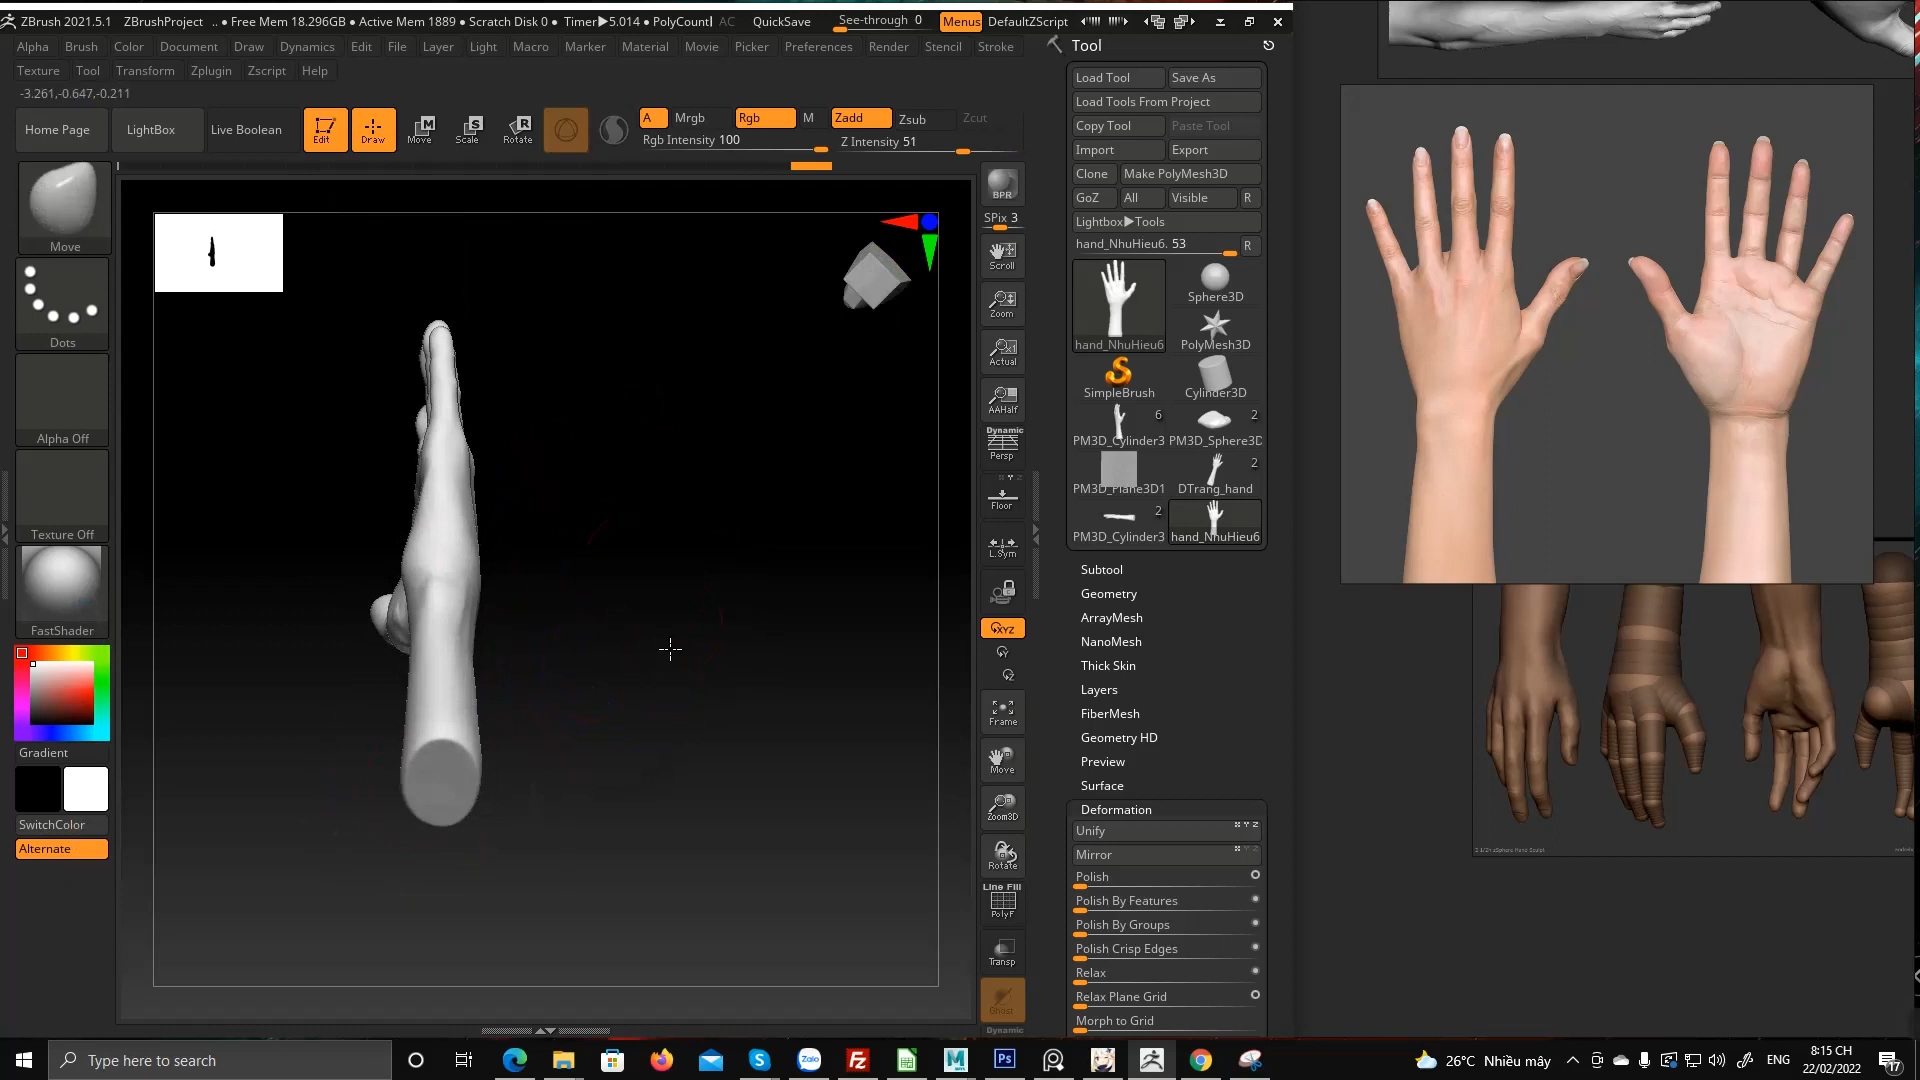 ZBrush 2021.5.1 ZBrushProject .. ● Free Mem 18.296GB ● Active Mem 1889 ● Scratch Disk 0 ● Timer▶5.014 ● PolyCount AC QuickSave See-through 0 Menus DefaultZScript
Alpha Brush Color Document Draw Dynamics Edit File Layer Light Macro Marker Material Movie Picker Preferences Render Stencil Stroke
Texture Tool Transform Zplugin Zscript Help
-3.261,-0.647,-0.211
Home Page LightBox Live Boolean Edit Draw Move Scale Rotate
A Mrgb Rgb M Zadd Zsub Zcut
Rgb Intensity 100 Z Intensity 51
Move
Dots
Alpha Off
Texture Off
FastShader
Gradient
SwitchColor
Alternate
BPR
SPix 3
Scroll
Zoom
Actual
AAHalf
Dynamic
Persp
Floor
L.Sym
XYZ
Y
Z
Frame
Move
Zoom3D
Rotate
Line Fill
PolyF
Transp
Ghost
Dynamic
Tool
Load Tool Save As
Load Tools From Project
Copy Tool Paste Tool
Import Export
Clone Make PolyMesh3D
GoZ All Visible R
Lightbox▶Tools
hand_NhuHieu6. 53 R
hand_NhuHieu6
Sphere3D
PolyMesh3D
SimpleBrush Cylinder3D
6 2
PM3D_Cylinder3 PM3D_Sphere3D
2
PM3D_Plane3D1 DTrang_hand
2
PM3D_Cylinder3 hand_NhuHieu6
Subtool
Geometry
ArrayMesh
NanoMesh
Thick Skin
Layers
FiberMesh
Geometry HD
Preview
Surface
Deformation
Unify
Mirror
Polish
Polish By Features
Polish By Groups
Polish Crisp Edges
Relax
Relax Plane Grid
Morph to Grid
Type here to search
26°C Nhiều mây
ENG
8:15 CH
22/02/2022
17